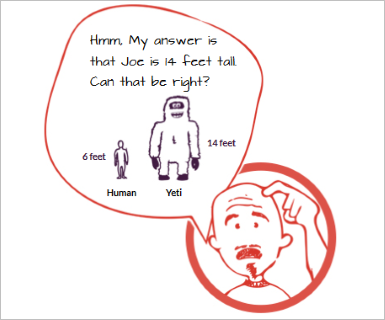 Hmm, My answer is
that Joe is 14 feet tall.
Can that be right?
6 feet
14 feet
Human
Yeti